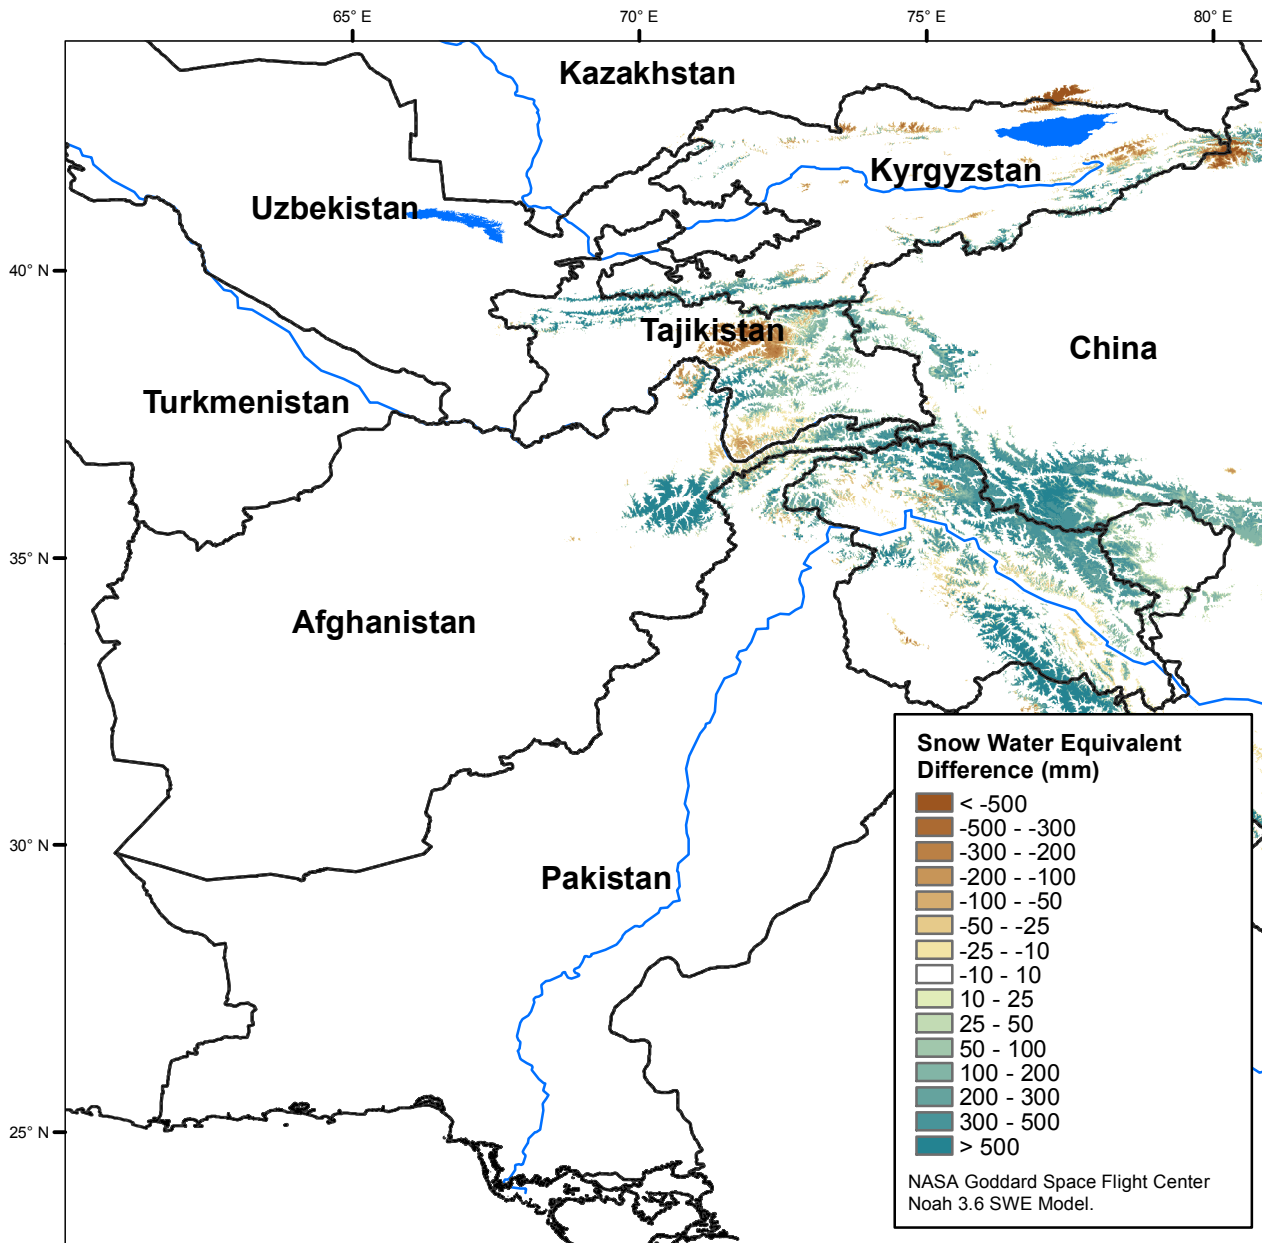 65° E
70° E
75° E
80° E
Kazakhstan
Kyrgyzstan
Uzbekistan
40° N
Tajikistan
China
Turkmenistan
35° N
Afghanistan
Snow Water Equivalent
Difference (mm)
< -500
-500 - -300
-300 - -200
-200 - -100
-100 - -50
-50 - -25
-25 - -10
-10 - 10
10 - 25
25 - 50
50 - 100
100 - 200
200 - 300
300 - 500
> 500
30° N
Pakistan
25° N
NASA Goddard Space Flight Center
Noah 3.6 SWE Model.